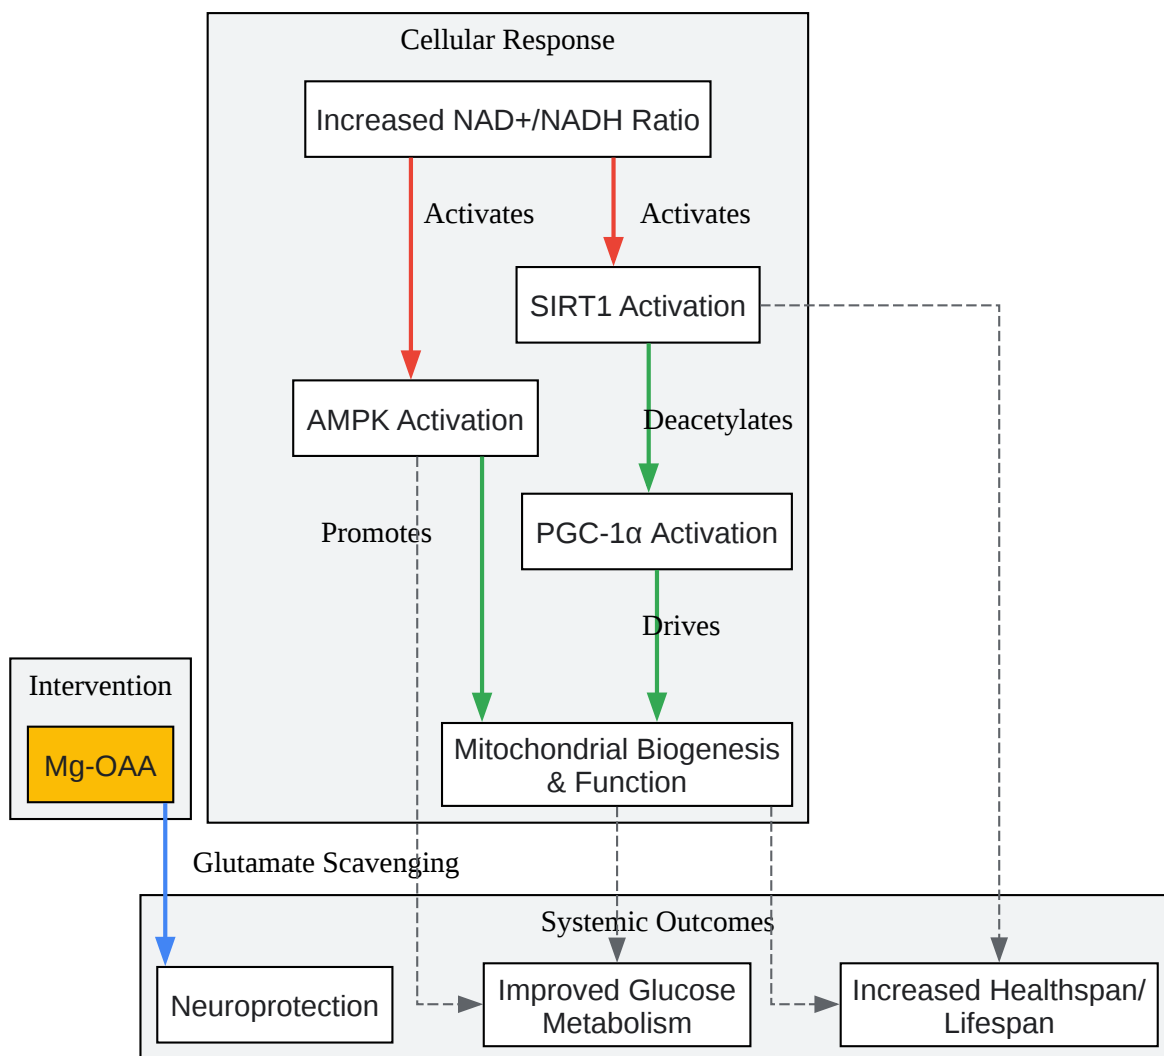 Cellular Response
Increased NAD+/NADH Ratio
Activates
Activates
SIRT1 Activation
AMPK Activation
Deacetylates
Promotes
PGC-1α Activation
Drives
Intervention
Mg-OAA
Mitochondrial Biogenesis
& Function
Glutamate Scavenging
Systemic Outcomes
Neuroprotection
Improved Glucose
Metabolism
Increased Healthspan/
Lifespan